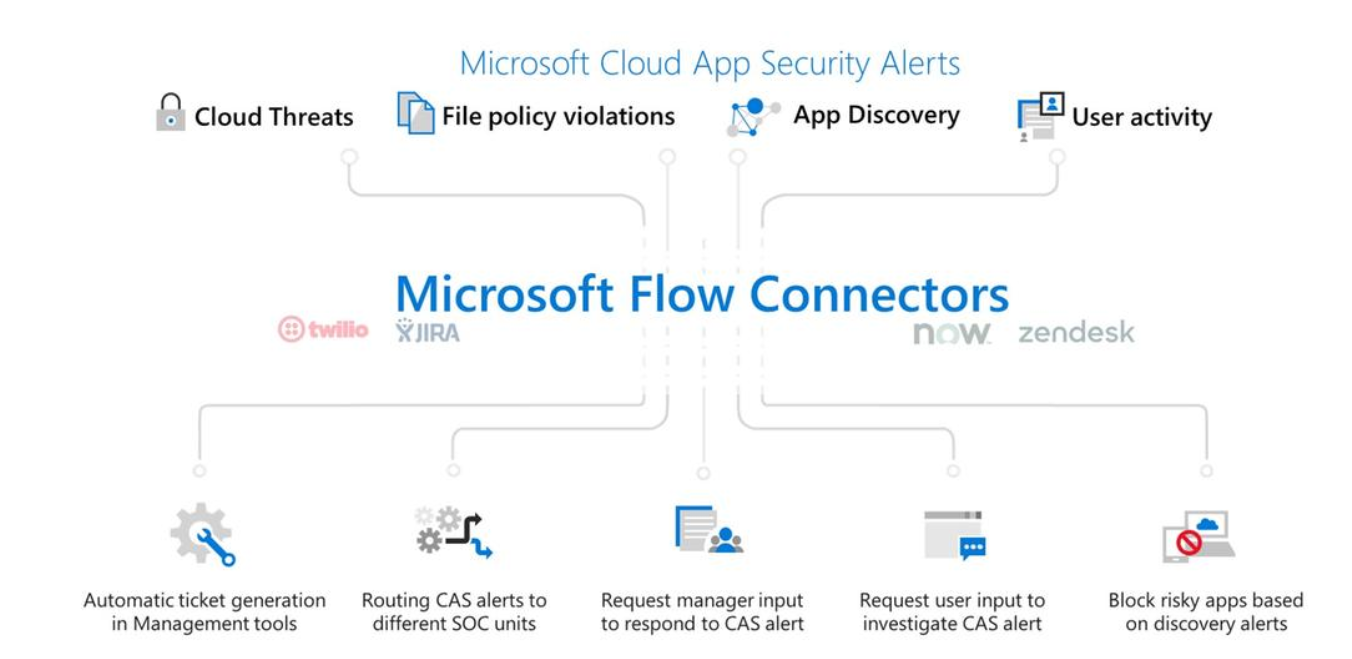 Microsoft Cloud App Security Alerts
Cloud Threats
File policy violations
App Discovery
User activity
Microsoft Flow Connectors
twilio
JIRA
now
zendesk
Automatic ticket generation
in Management tools
Routing CAS alerts to
different SOC units
Request manager input
to respond to CAS alert
Request user input to
investigate CAS alert
Block risky apps based
on discovery alerts